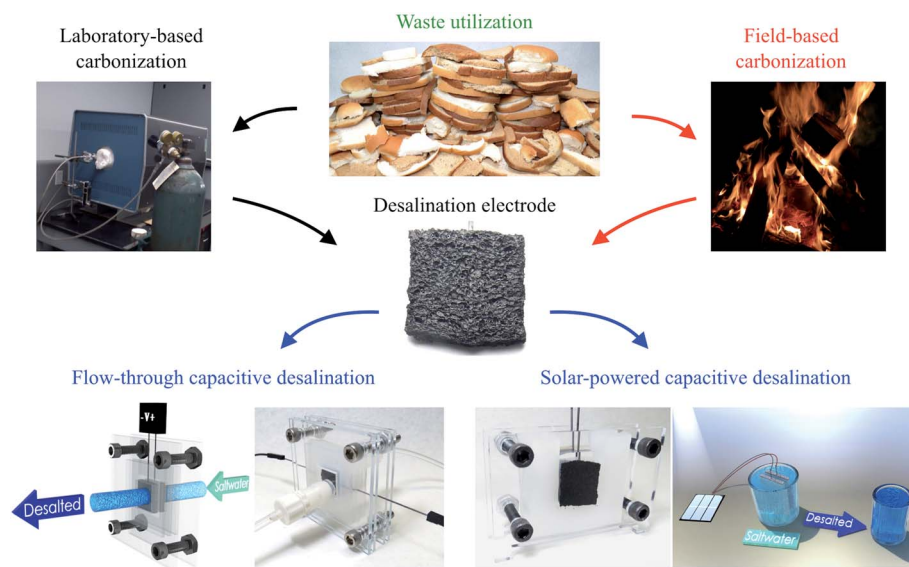 Waste utilization
Laboratory-based
carbonization
Field-based
carbonization
Desalination electrode
Flow-through capacitive desalination
Solar-powered capacitive desalination
-V+
Desalted
Saltwater
Desalted
Saltwater